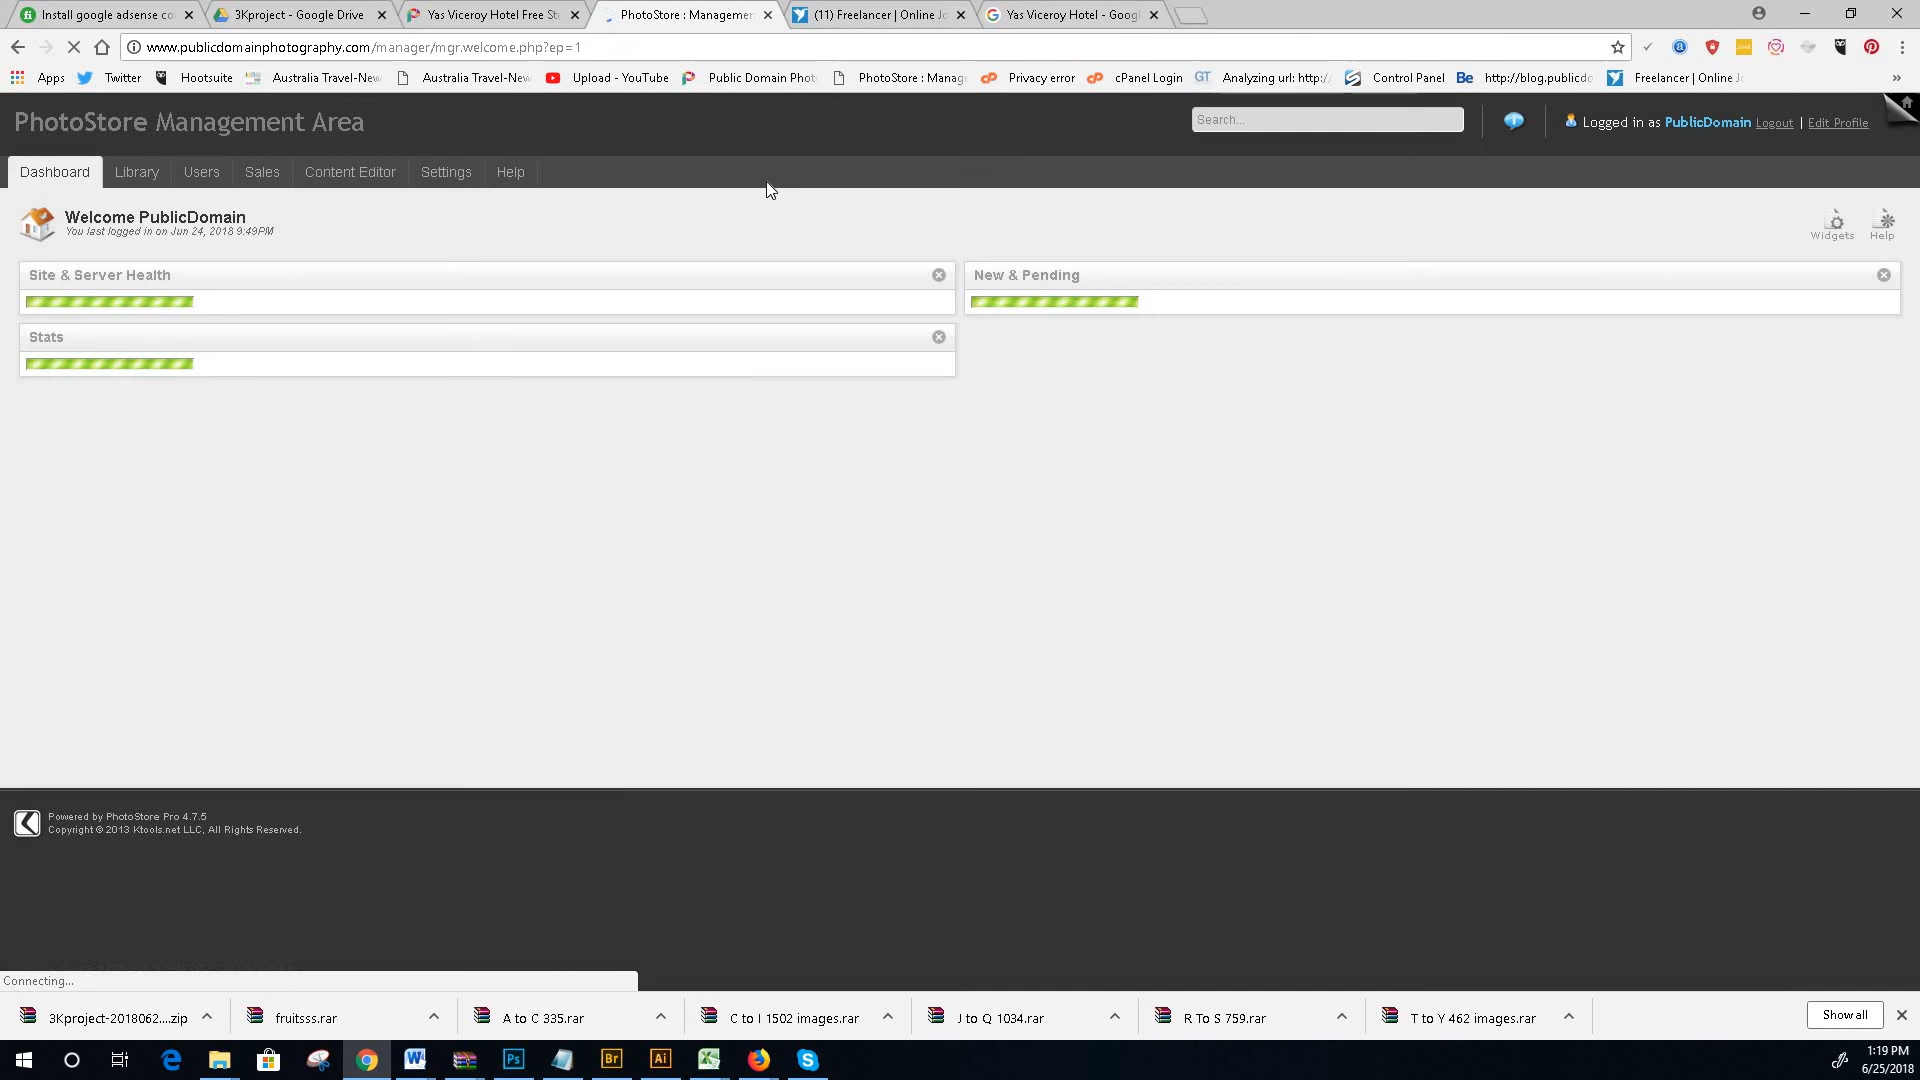 Install google adsense co
3Kproject - Google Drive
Yas Viceroy Hotel Free St
PhotoStore : Managemen
(11) Freelancer | Online Jo
Yas Viceroy Hotel - Goog
www.publicdomainphotography.com/manager/mgr.welcome.php?ep=1
Apps Twitter Hootsuite Australia Travel-New Australia Travel-New Upload - YouTube Public Domain Phot PhotoStore : Manag Privacy error cPanel Login Analyzing url: http:/ Control Panel http://blog.publicdo Freelancer | Online J
PhotoStore Management Area
Search...
Logged in as PublicDomain Logout | Edit Profile
Dashboard Library Users Sales Content Editor Settings Help
Welcome PublicDomain
You last logged in on Jun 24, 2018 9:49PM
Widgets Help
Site & Server Health
New & Pending
Stats
Powered by PhotoStore Pro 4.7.5
Copyright © 2013 Ktools.net LLC, All Rights Reserved.
Connecting...
3Kproject-2018062....zip fruitsss.rar A to C 335.rar C to I 1502 images.rar J to Q 1034.rar R To S 759.rar T to Y 462 images.rar Show all
Ps Br Ai
1:19 PM
6/25/2018